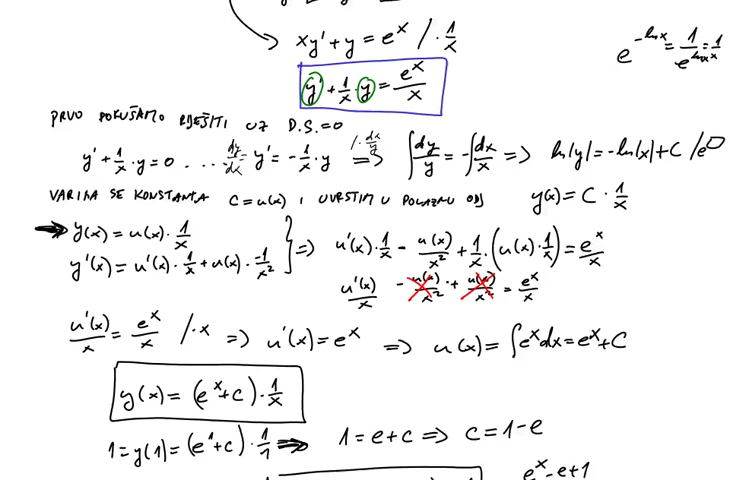 xy' + y = e^x / · 1/x
e^{-ln x} = 1/e^{ln x} = 1/x
y' + 1/x · y = e^x/x
PRVO POKUŠAMO RIJEŠITI UZ D.S.=0
y' + 1/x · y = 0 ... dy/dx = y' = -1/x · y /· dx/y ⟹ ∫ dy/y = -∫ dx/x ⟹ ln|y| = -ln|x| + C / e^□
VARIRA SE KONSTANTA C = u(x) I UVRSTIM U POLAZNU ODJ
y(x) = C · 1/x
→ y(x) = u(x) · 1/x
y'(x) = u'(x) · 1/x + u(x) · -1/x²
} ⟹ u'(x) · 1/x - u(x)/x² + 1/x · (u(x) · 1/x) = e^x/x
u'(x)/x - u(x)/x² + u(x)/x² = e^x/x
u'(x)/x = e^x/x / · x ⟹ u'(x) = e^x ⟹ u(x) = ∫ e^x dx = e^x + C
y(x) = (e^x + c) · 1/x
1 = y(1) = (e^1 + c) · 1/1 ⟹ 1 = e + c ⟹ c = 1 - e
e^x - e + 1